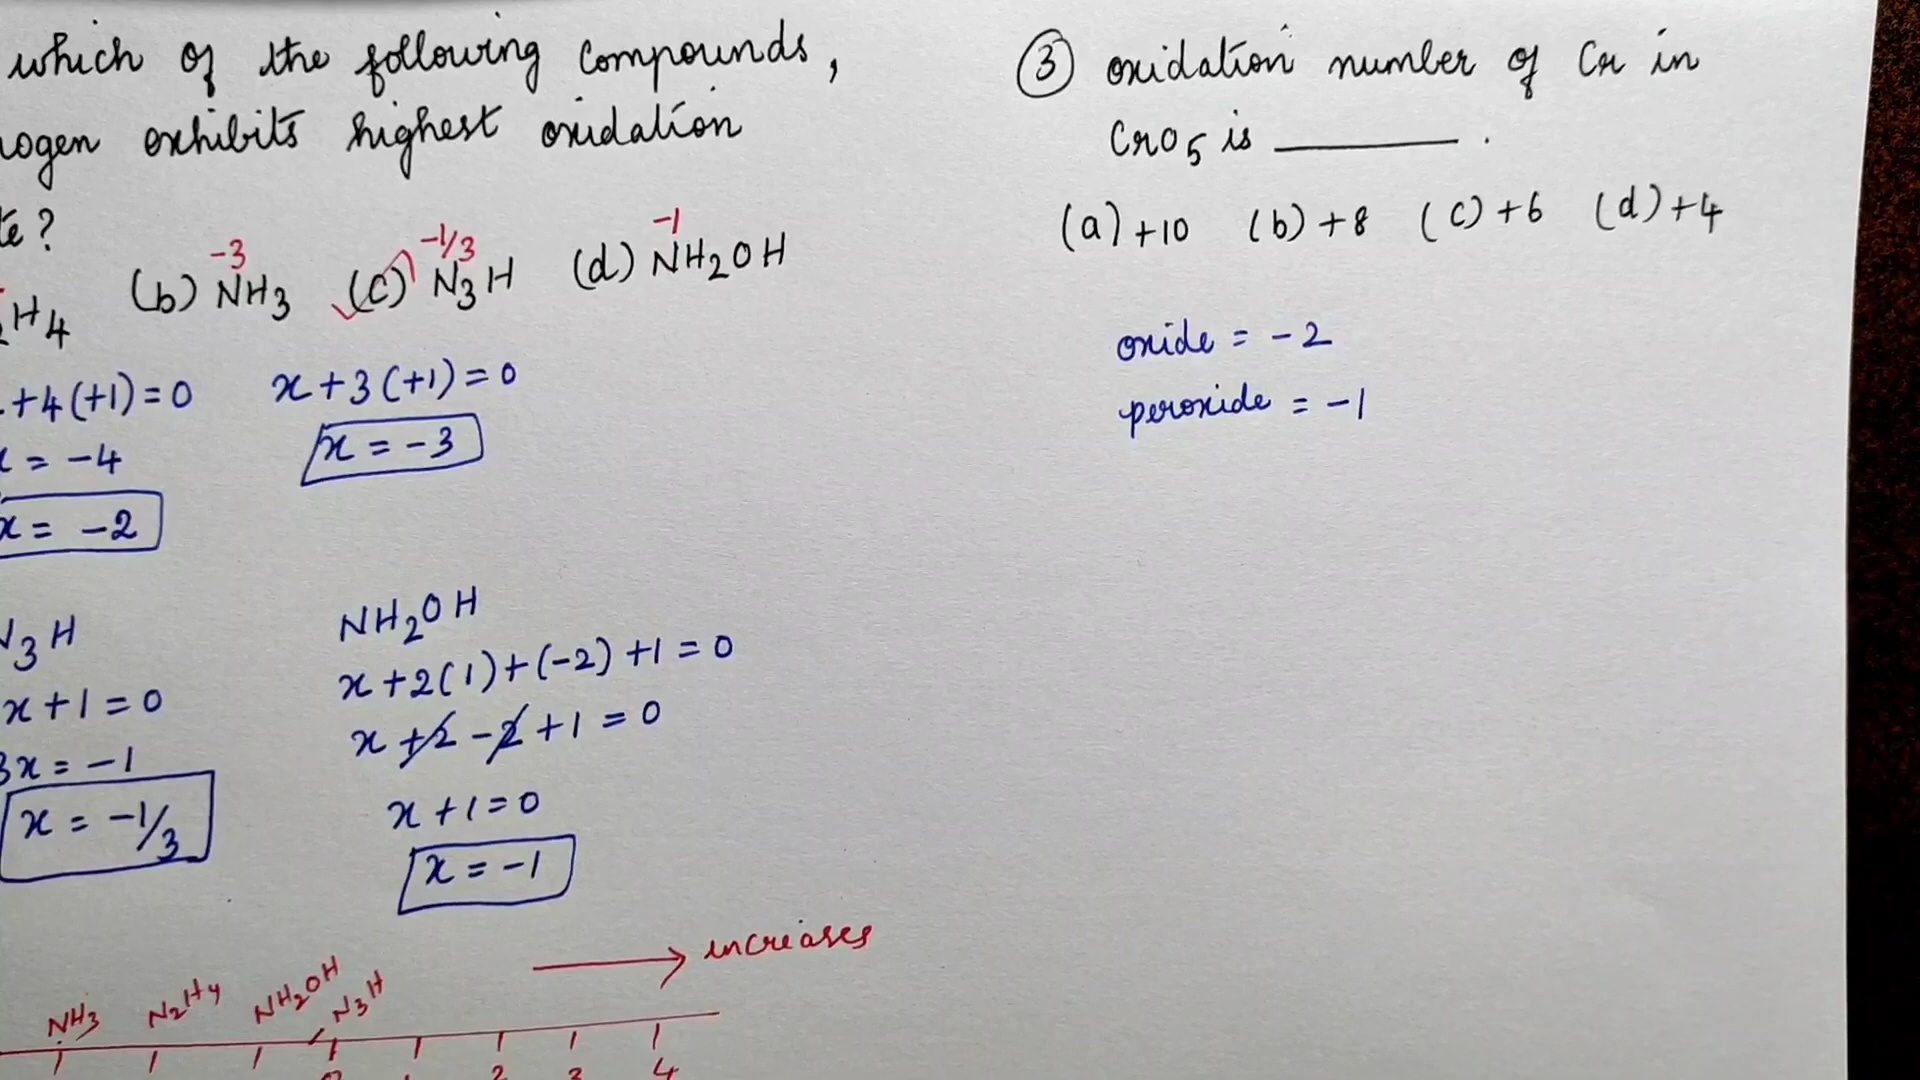 which of the following compounds,
rogen exhibits highest oxidation
te?
H4 (b) NH3 (c) N3H (d) NH2OH
-3 -1/3 -1
+4(+1)=0
x = -4
x = -2
x+3(+1)=0
x = -3
N3H
x+1=0
3x = -1
x = -1/3
NH2OH
x+2(1)+(-2)+1=0
x+2-2+1=0
x+1=0
x = -1
increases
NH3 N2H4 NH2OH N3H
2 3 4
③ oxidation number of Cr in
CrO5 is ______.
(a) +10 (b) +8 (c) +6 (d) +4
oxide = -2
peroxide = -1